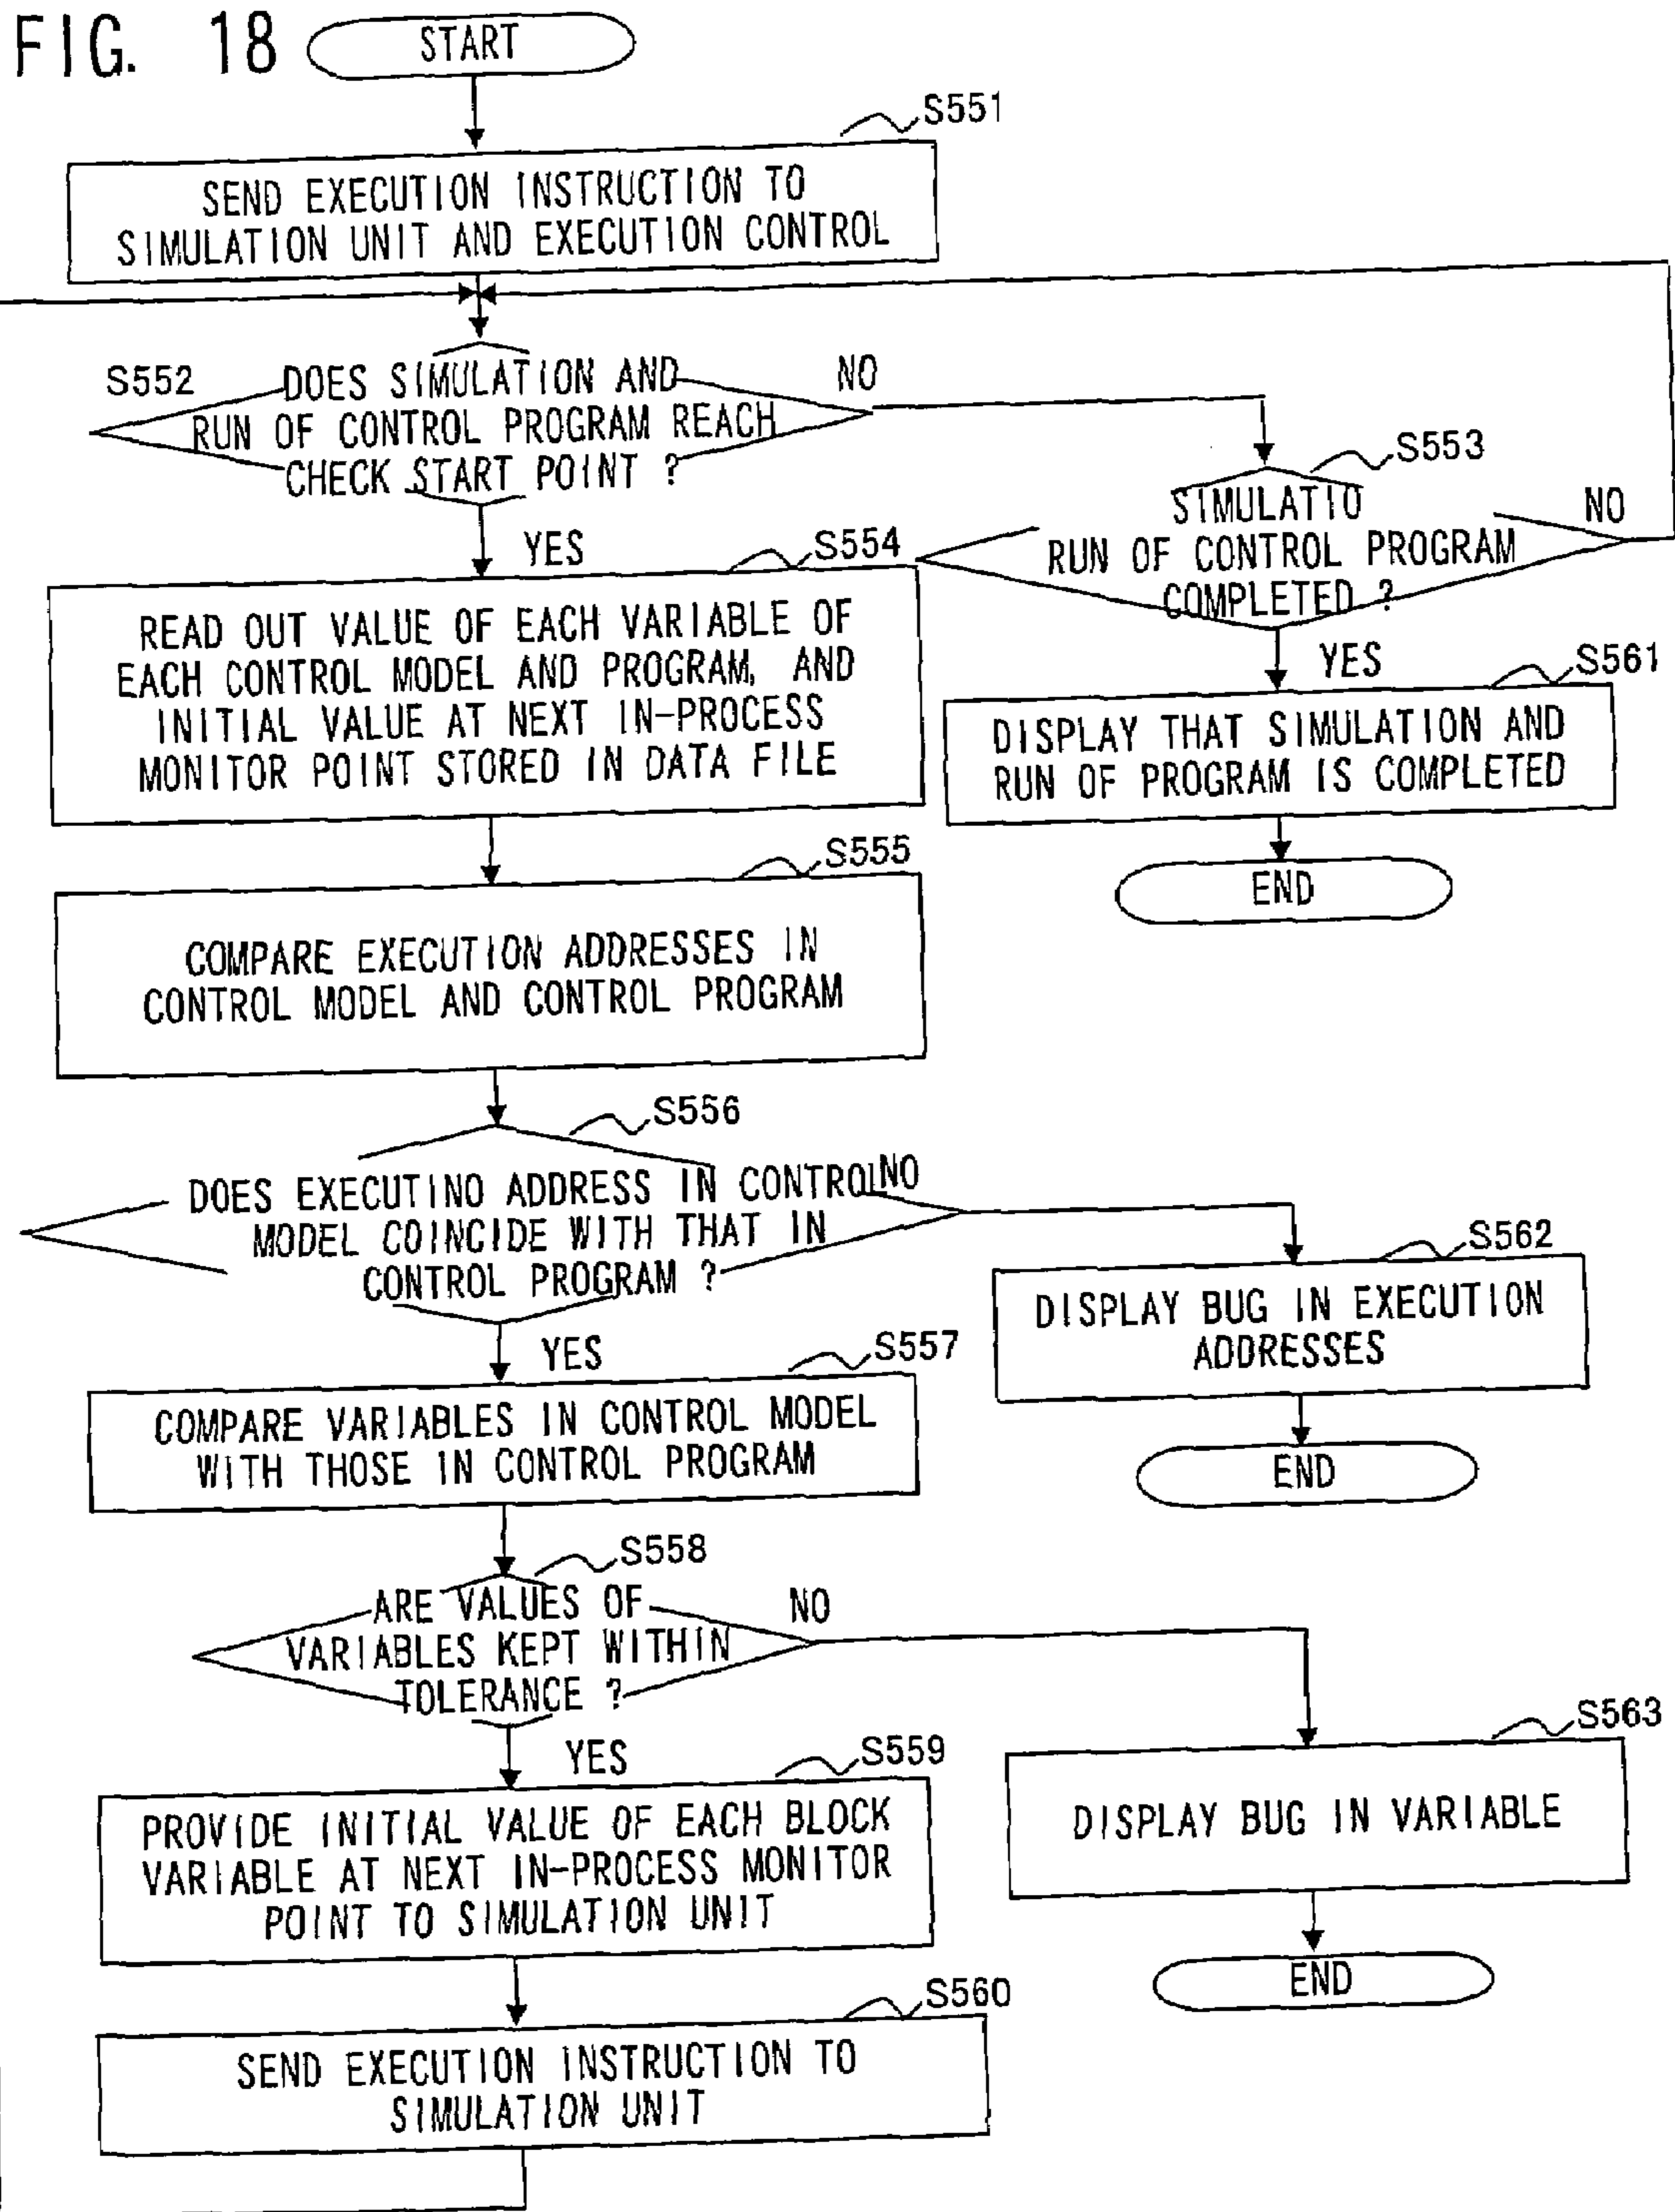 FIG. 18
START
S551
SEND EXECUTION INSTRUCTION TO
SIMULATION UNIT AND EXECUTION CONTROL
S552
DOES SIMULATION AND
RUN OF CONTROL PROGRAM REACH
CHECK START POINT ?
NO
YES
S553
SIMULATIO
RUN OF CONTROL PROGRAM
COMPLETED ?
NO
YES
S554
READ OUT VALUE OF EACH VARIABLE OF
EACH CONTROL MODEL AND PROGRAM, AND
INITIAL VALUE AT NEXT IN-PROCESS
MONITOR POINT STORED IN DATA FILE
S561
DISPLAY THAT SIMULATION AND
RUN OF PROGRAM IS COMPLETED
END
S555
COMPARE EXECUTION ADDRESSES IN
CONTROL MODEL AND CONTROL PROGRAM
S556
DOES EXECUTINO ADDRESS IN CONTROL
MODEL COINCIDE WITH THAT IN
CONTROL PROGRAM ?
NO
YES
S562
DISPLAY BUG IN EXECUTION
ADDRESSES
END
S557
COMPARE VARIABLES IN CONTROL MODEL
WITH THOSE IN CONTROL PROGRAM
S558
ARE VALUES OF
VARIABLES KEPT WITHIN
TOLERANCE ?
NO
YES
S563
DISPLAY BUG IN VARIABLE
END
S559
PROVIDE INITIAL VALUE OF EACH BLOCK
VARIABLE AT NEXT IN-PROCESS MONITOR
POINT TO SIMULATION UNIT
S560
SEND EXECUTION INSTRUCTION TO
SIMULATION UNIT